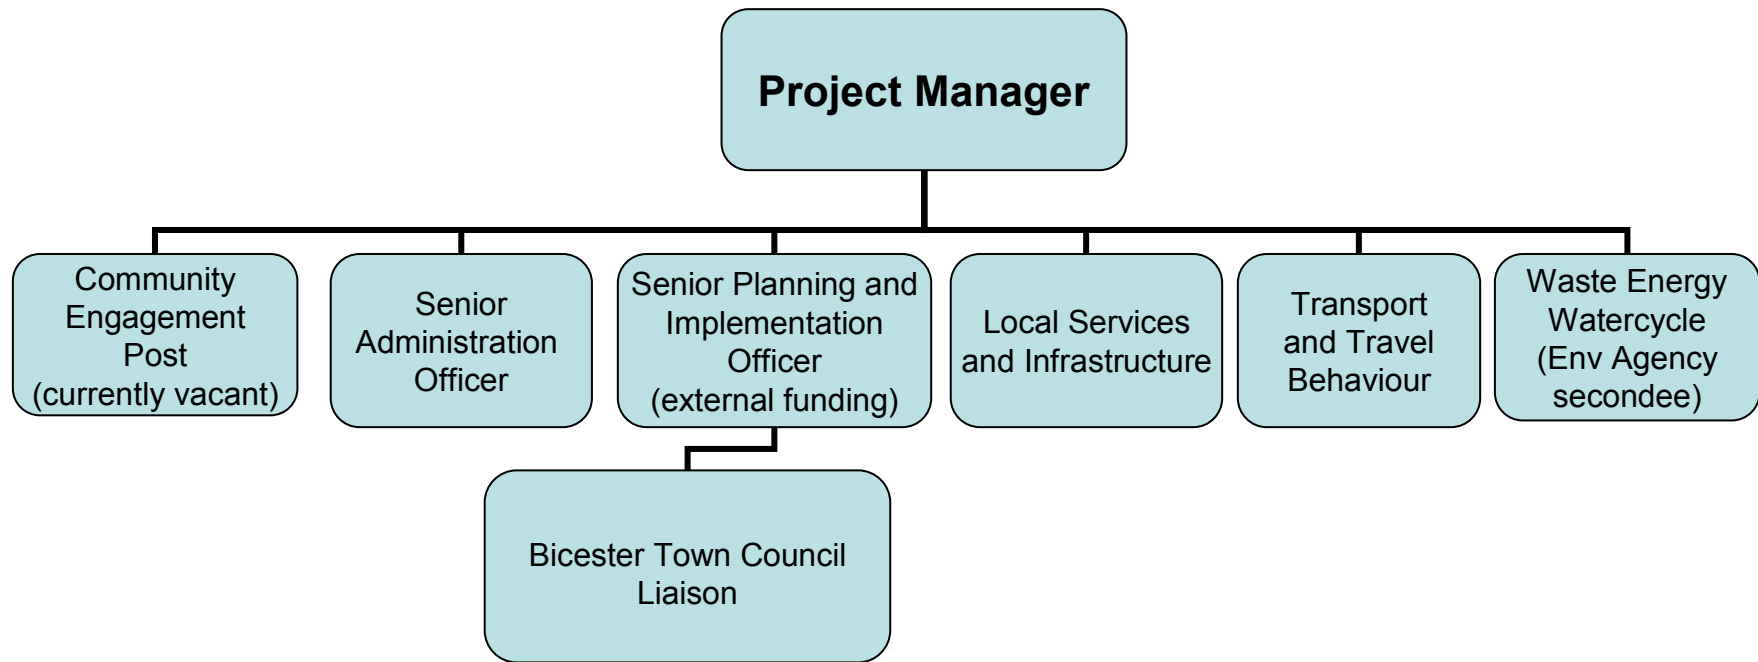 Project Manager
Community
Engagement
Post
(currently vacant)
Senior
Administration
Officer
Senior Planning and
Implementation
Officer
(external funding)
Local Services
and Infrastructure
Transport
and Travel
Behaviour
Waste Energy
Watercycle
(Env Agency
secondee)
Bicester Town Council
Liaison